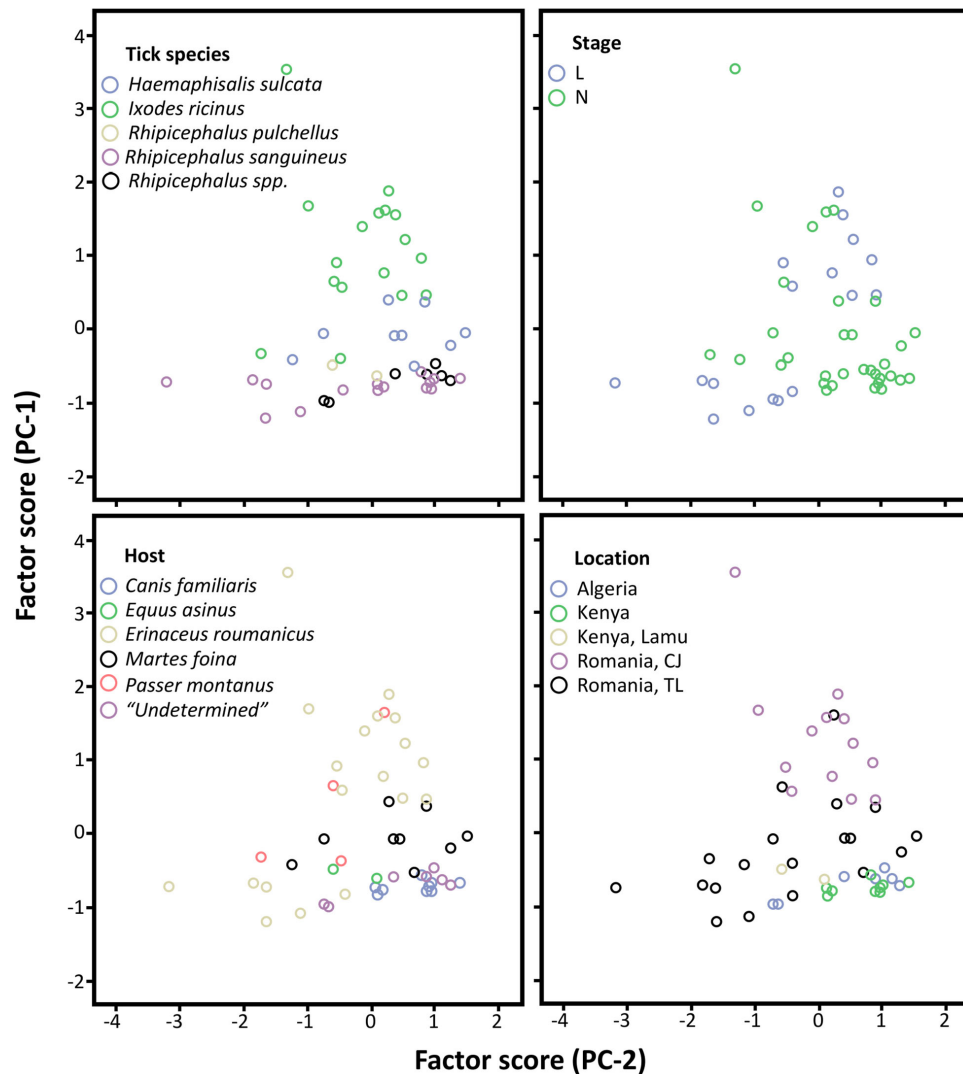 Factor score (PC-1)
4
3
2
1
0
-1
-2
Tick species
Haemaphisalis sulcata
Ixodes ricinus
Rhipicephalus pulchellus
Rhipicephalus sanguineus
Rhipicephalus spp.
Stage
L
N
4
3
2
1
0
-1
-2
Host
Canis familiaris
Equus asinus
Erinaceus roumanicus
Martes foina
Passer montanus
“Undetermined”
Location
Algeria
Kenya
Kenya, Lamu
Romania, CJ
Romania, TL
-4 -3 -2 -1 0 1 2
-4 -3 -2 -1 0 1 2
Factor score (PC-2)